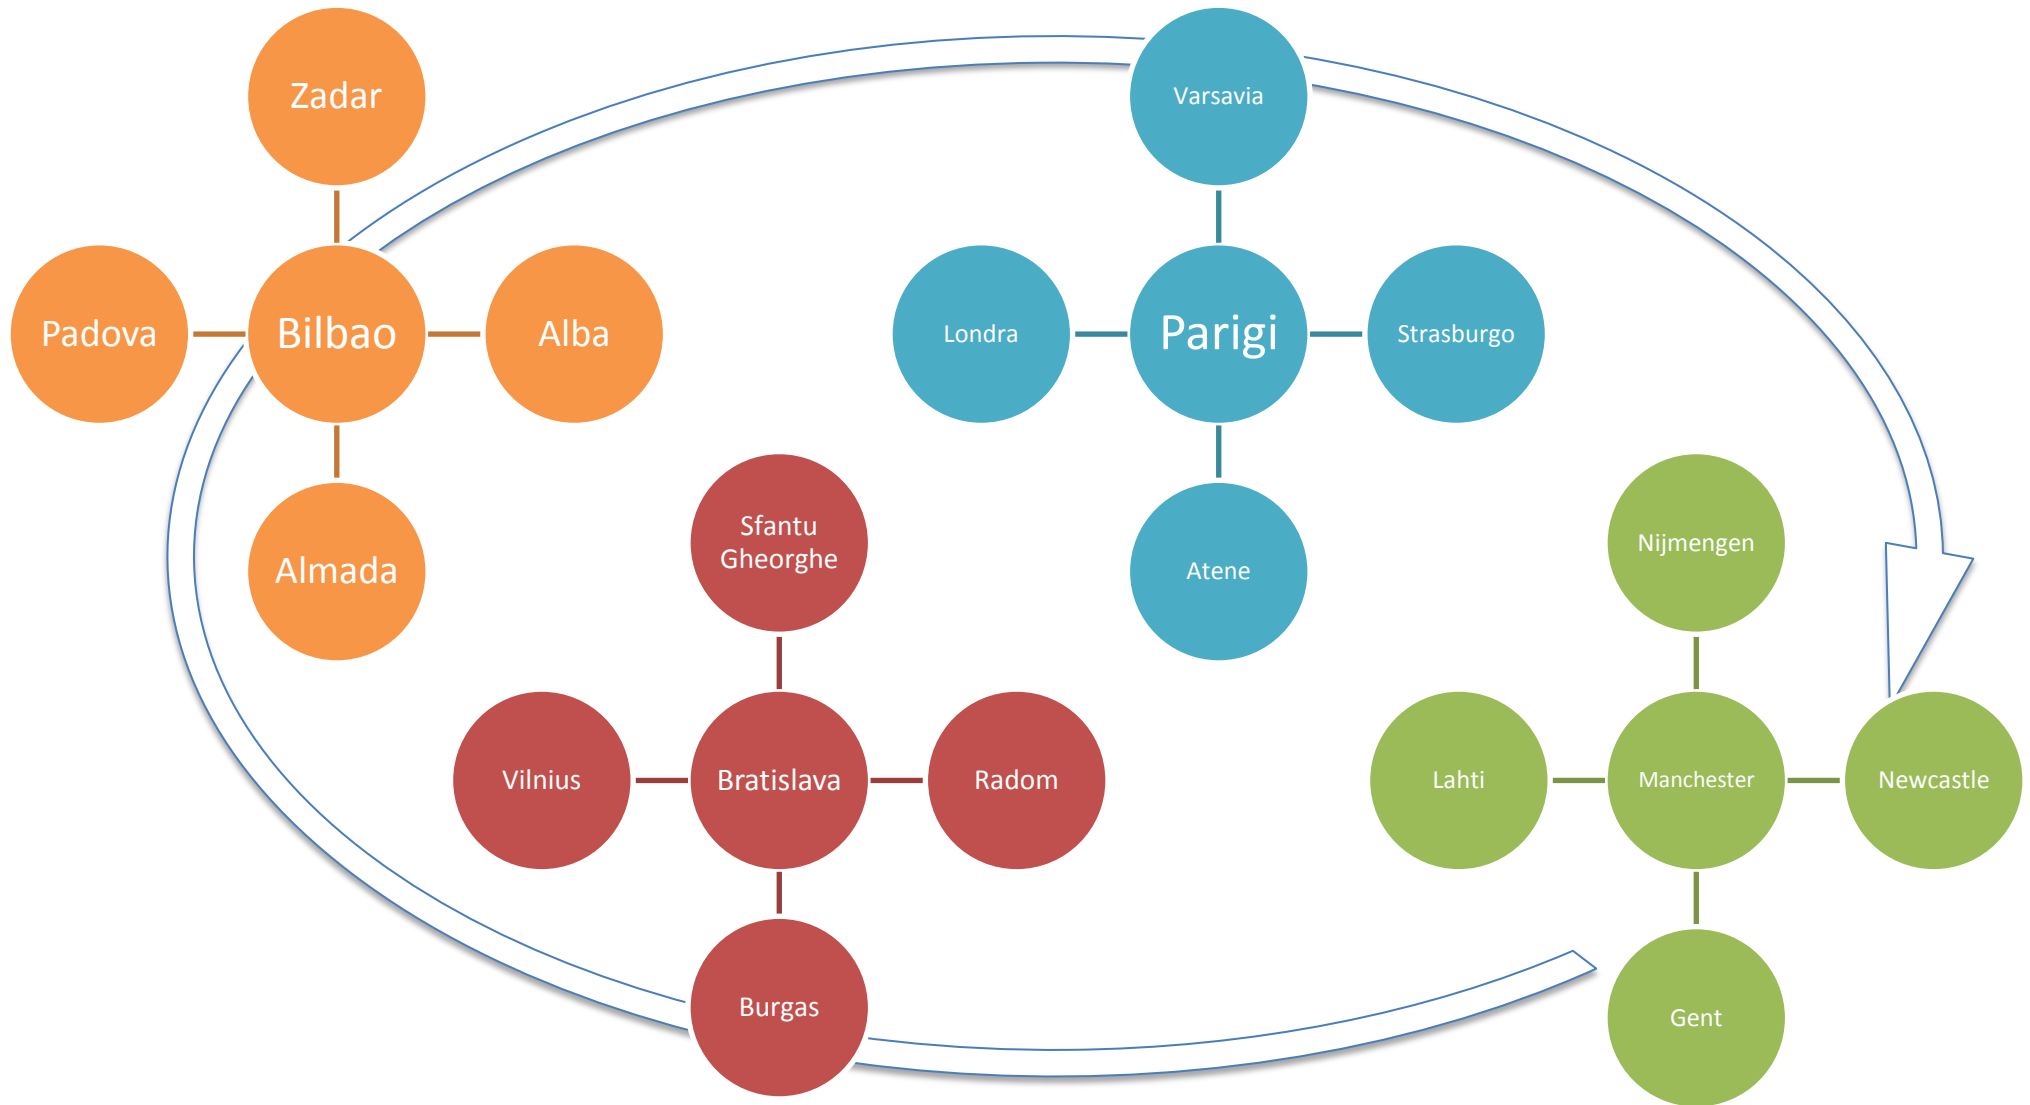 Zadar
Padova
Bilbao
Alba
Almada
Varsavia
Londra
Parigi
Strasburgo
Atene
Sfantu
Gheorghe
Vilnius
Bratislava
Radom
Burgas
Nijmengen
Lahti
Manchester
Newcastle
Gent